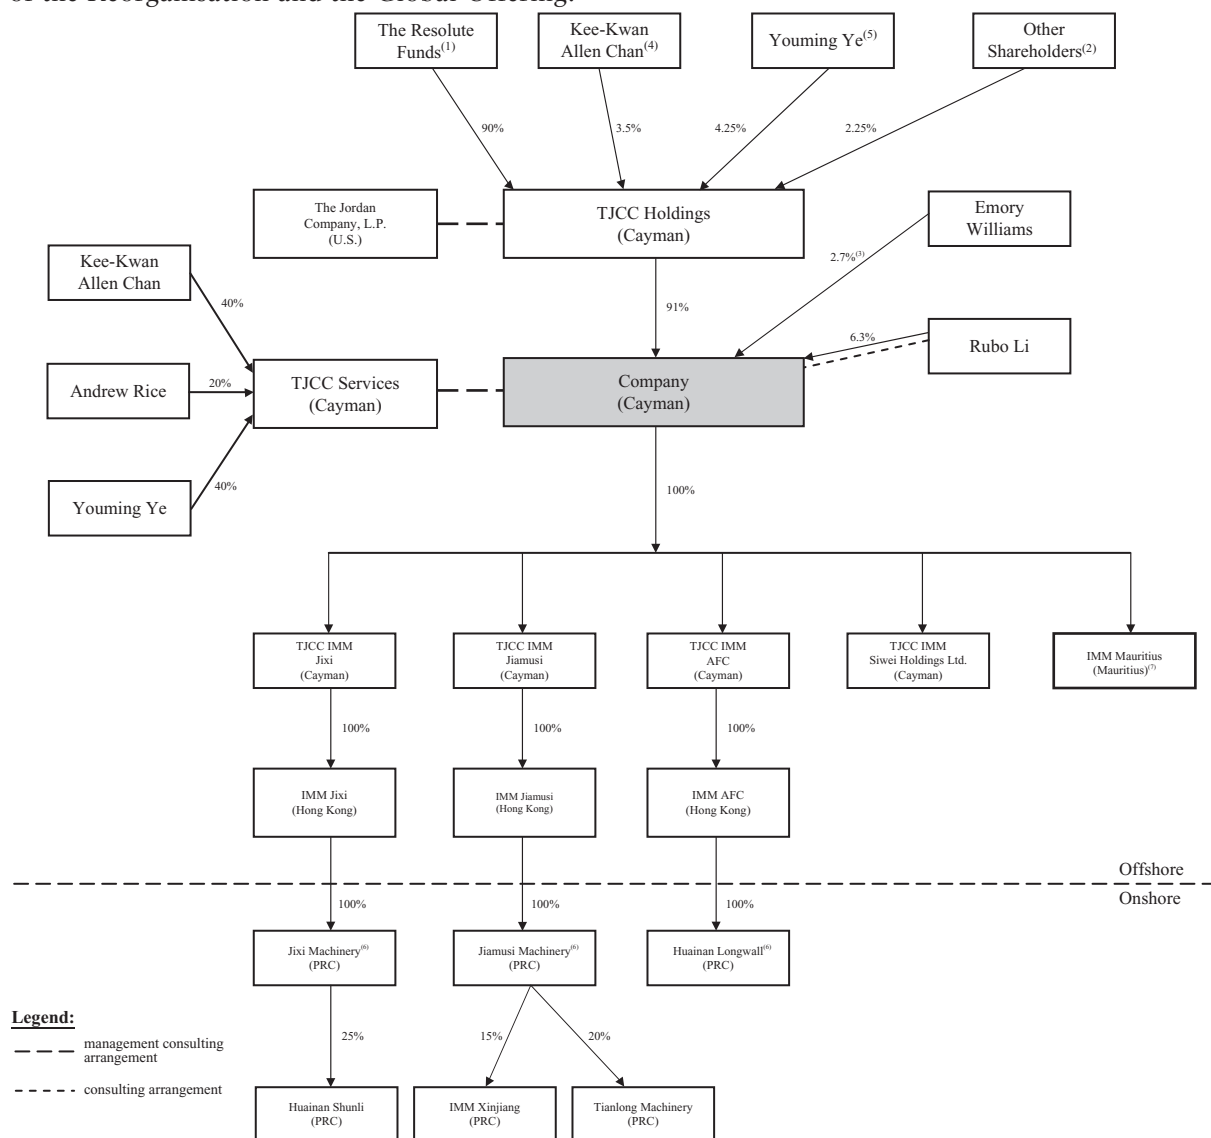 of the Reorganisation and the Global Offering:
The Resolute
Funds(1)
Kee-Kwan
Allen Chan(4)
Youming Ye(5)
Other
Shareholders(2)
90%
3.5%
4.25%
2.25%
The Jordan
Company, L.P.
(U.S.)
TJCC Holdings
(Cayman)
Emory
Williams
Kee-Kwan
Allen Chan
2.7%(3)
40%
91%
6.3%
Rubo Li
Andrew Rice
20%
TJCC Services
(Cayman)
Company
(Cayman)
Youming Ye
40%
100%
TJCC IMM
Jixi
(Cayman)
TJCC IMM
Jiamusi
(Cayman)
TJCC IMM
AFC
(Cayman)
TJCC IMM
Siwei Holdings Ltd.
(Cayman)
IMM Mauritius
(Mauritius)(7)
100%
100%
100%
IMM Jixi
(Hong Kong)
IMM Jiamusi
(Hong Kong)
IMM AFC
(Hong Kong)
Offshore
Onshore
100%
100%
100%
Jixi Machinery(6)
(PRC)
Jiamusi Machinery(6)
(PRC)
Huainan Longwall(6)
(PRC)
25%
15%
20%
Legend:
management consulting
arrangement
consulting arrangement
Huainan Shunli
(PRC)
IMM Xinjiang
(PRC)
Tianlong Machinery
(PRC)